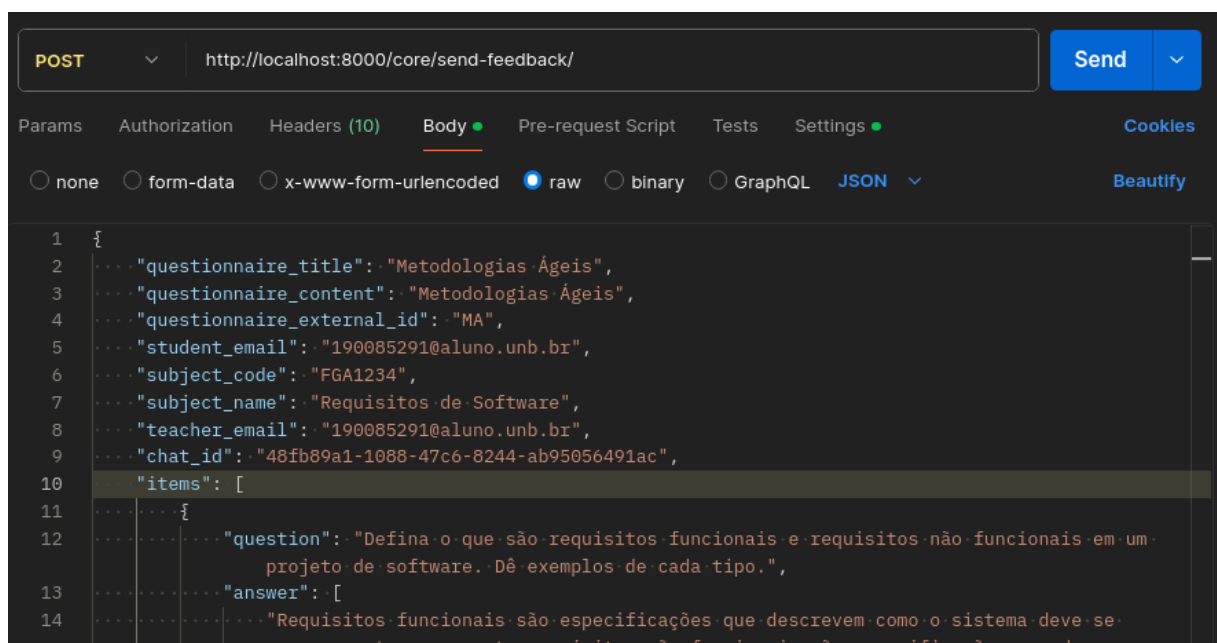 POST http://localhost:8000/core/send-feedback/ Send
Params Authorization Headers (10) Body Pre-request Script Tests Settings Cookies
none form-data x-www-form-urlencoded raw binary GraphQL JSON Beautify
1 {
2 "questionnaire_title": "Metodologias Ágeis",
3 "questionnaire_content": "Metodologias Ágeis",
4 "questionnaire_external_id": "MA",
5 "student_email": "190085291@aluno.unb.br",
6 "subject_code": "FGA1234",
7 "subject_name": "Requisitos de Software",
8 "teacher_email": "190085291@aluno.unb.br",
9 "chat_id": "48fb89a1-1088-47c6-8244-ab95056491ac",
10 "items": [
11 {
12 "question": "Defina o que são requisitos funcionais e requisitos não funcionais em um
projeto de software. Dê exemplos de cada tipo.",
13 "answer": [
14 "Requisitos funcionais são especificações que descrevem como o sistema deve se